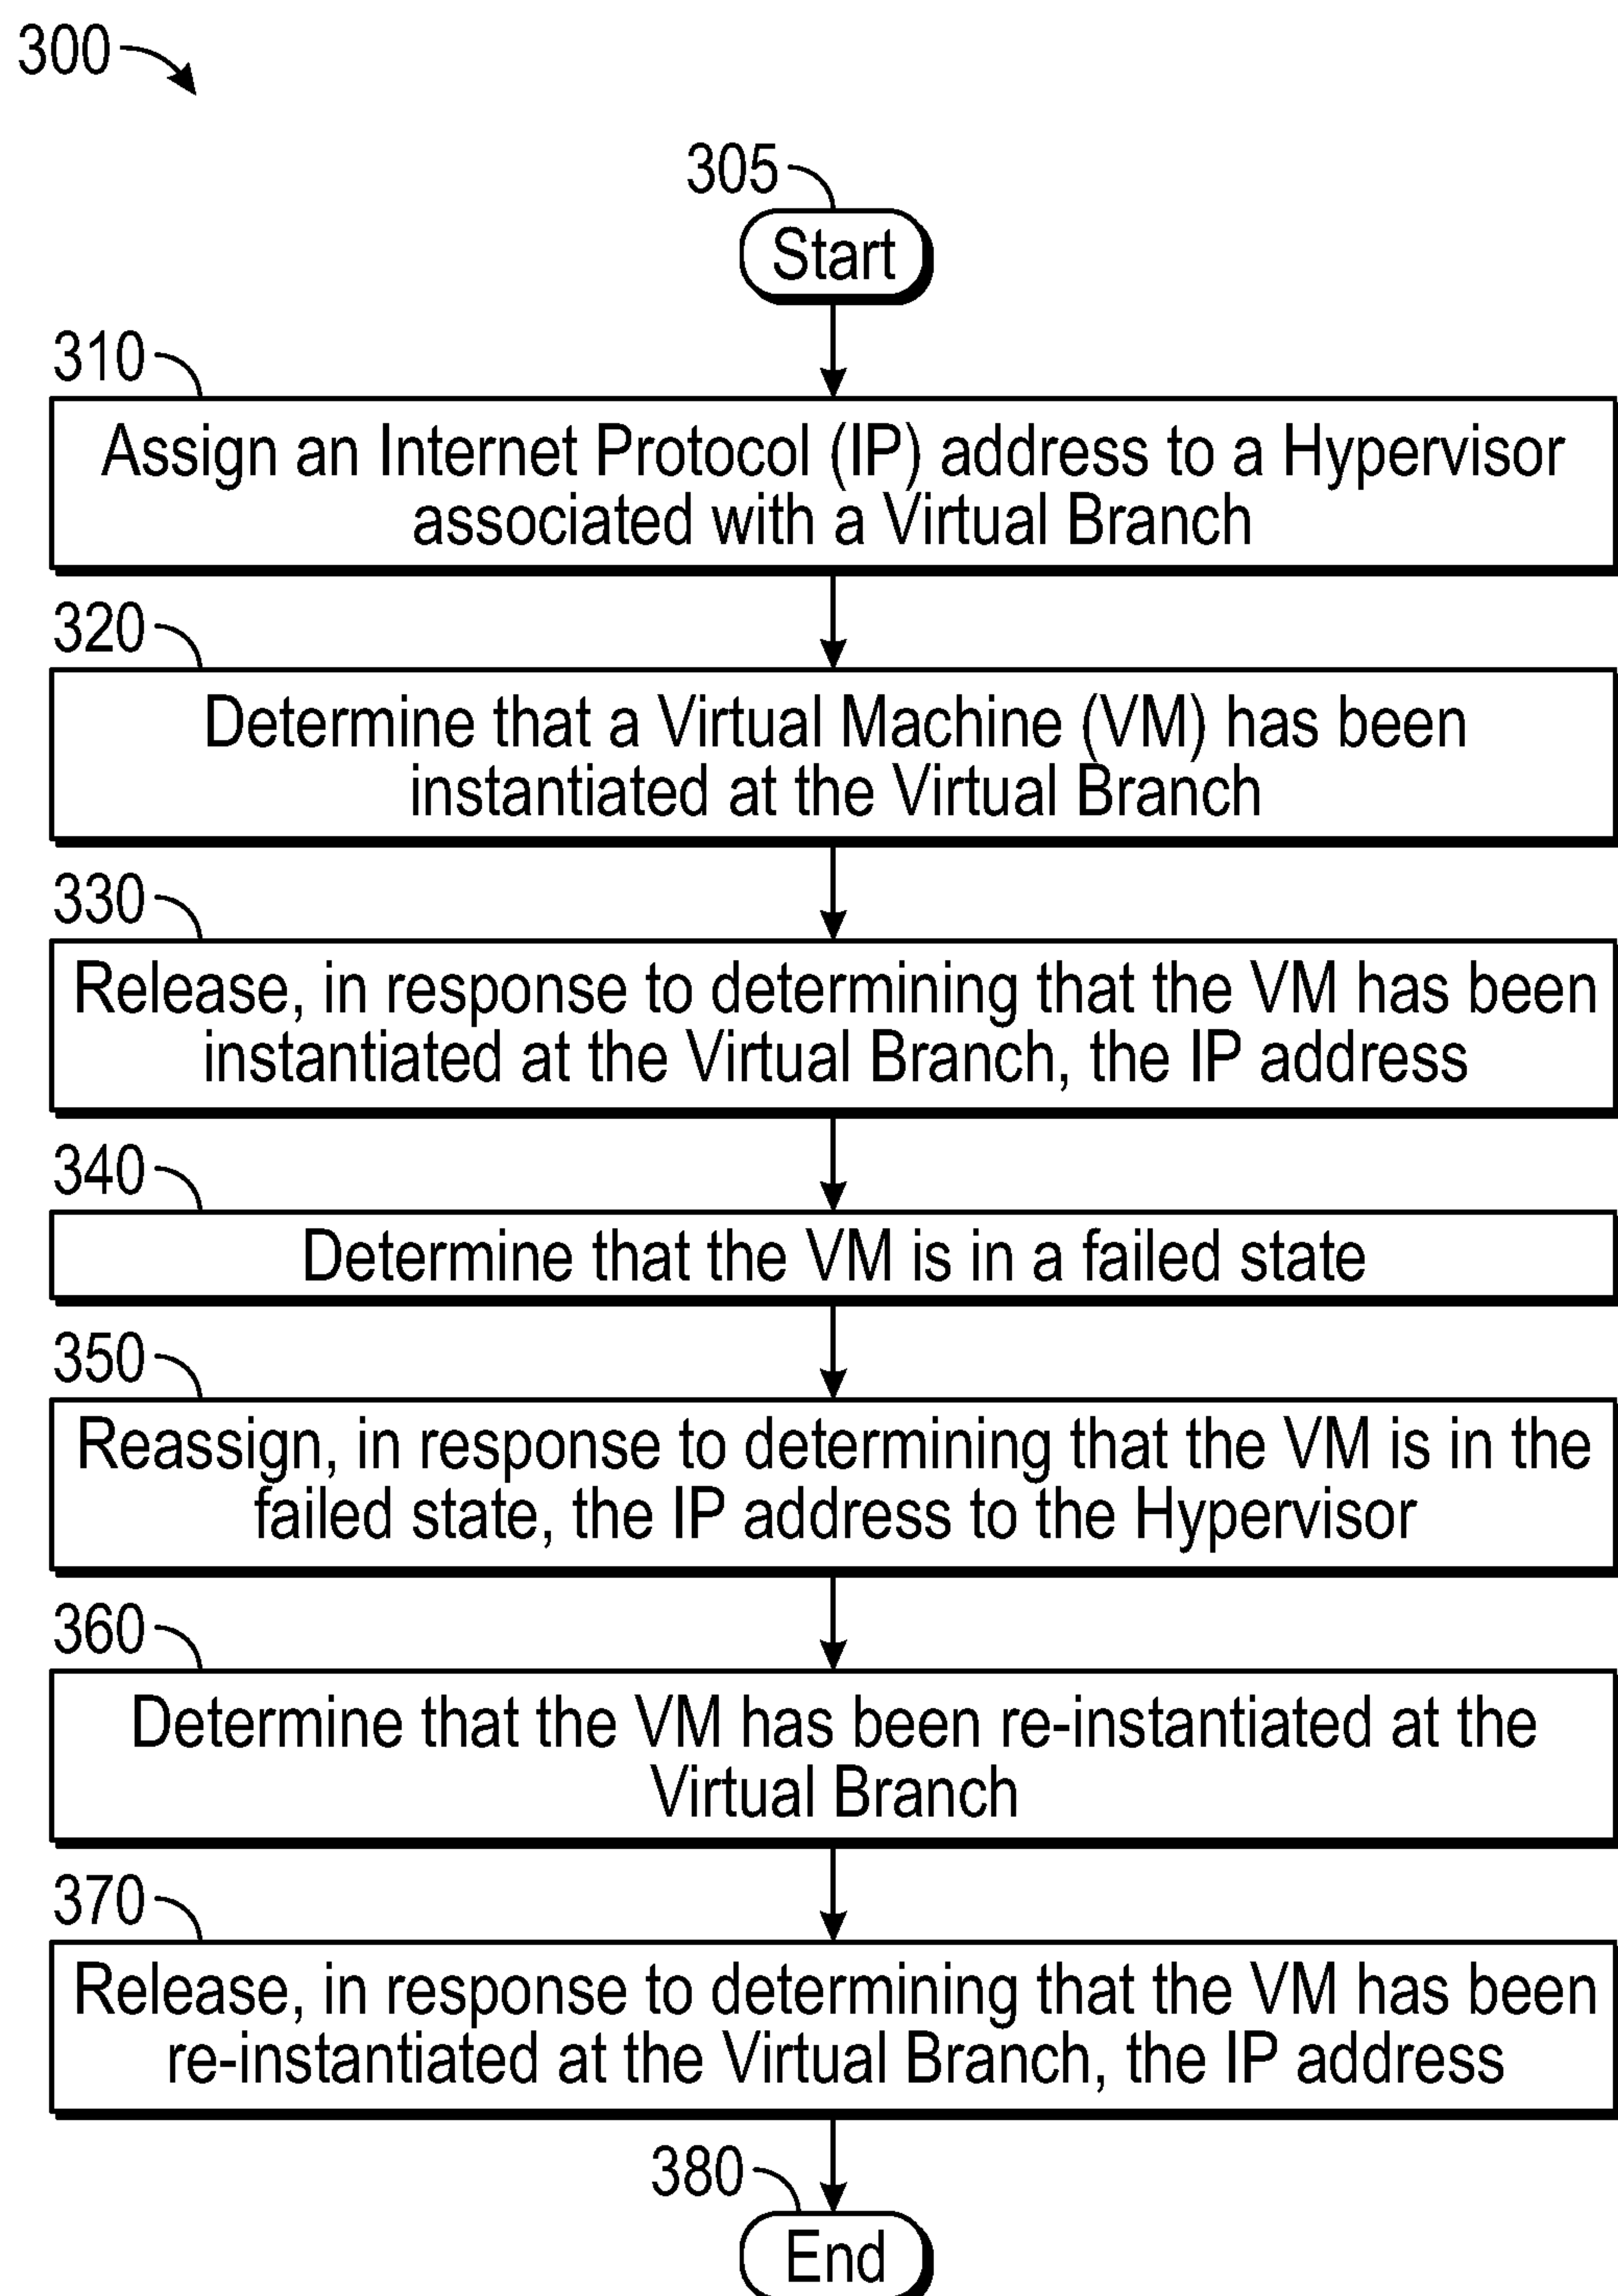 300
305
Start
310
Assign an Internet Protocol (IP) address to a Hypervisor
associated with a Virtual Branch
320
Determine that a Virtual Machine (VM) has been
instantiated at the Virtual Branch
330
Release, in response to determining that the VM has been
instantiated at the Virtual Branch, the IP address
340
Determine that the VM is in a failed state
350
Reassign, in response to determining that the VM is in the
failed state, the IP address to the Hypervisor
360
Determine that the VM has been re-instantiated at the
Virtual Branch
370
Release, in response to determining that the VM has been
re-instantiated at the Virtual Branch, the IP address
380
End